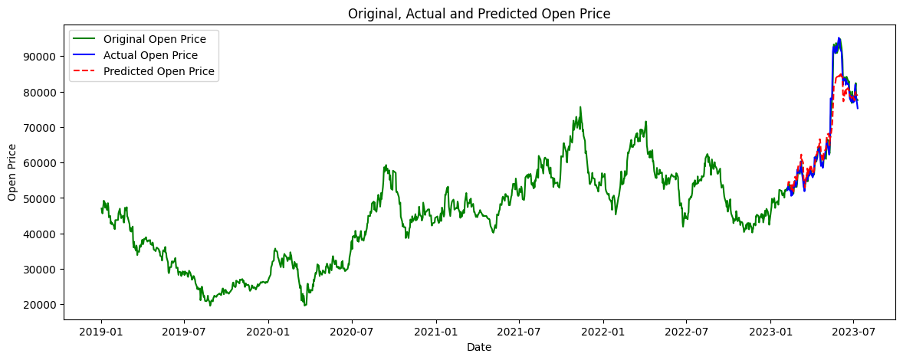 Original, Actual and Predicted Open Price
Original Open Price
Actual Open Price
Predicted Open Price
Open Price
90000
80000
70000
60000
50000
40000
30000
20000
2019-01 2019-07 2020-01 2020-07 2021-01 2021-07 2022-01 2022-07 2023-01 2023-07
Date